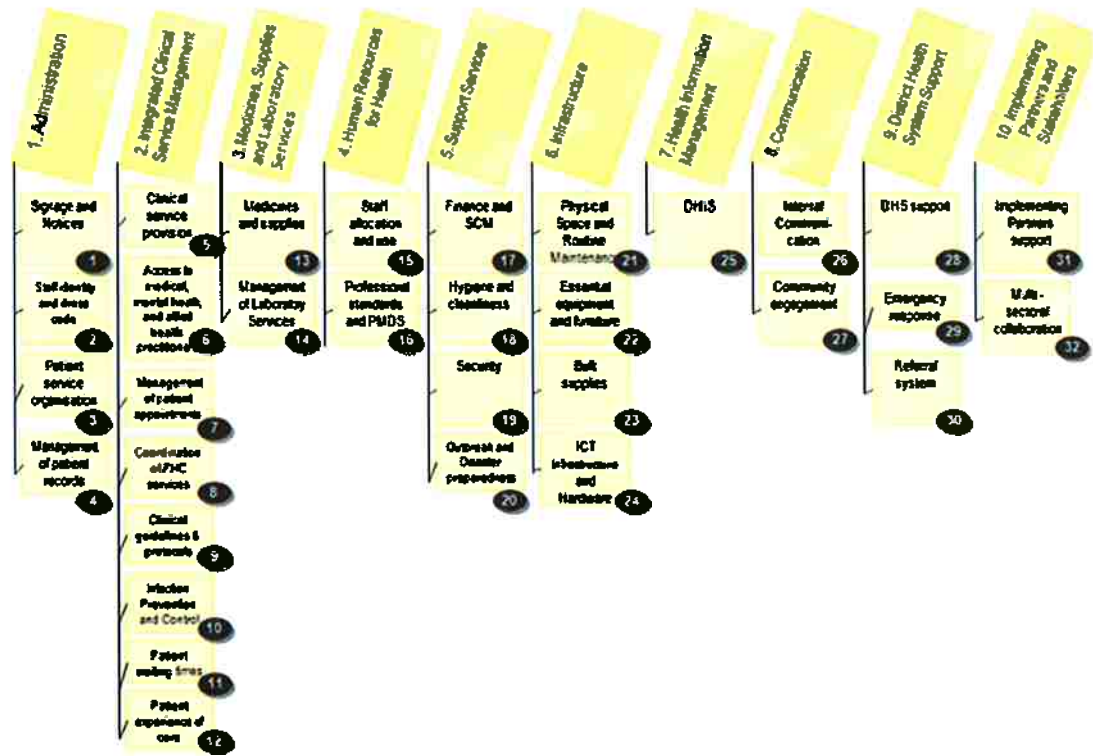 1. Administration
Signage and
Notices
1
Staff identity
and dress
code
2
Patient
service
organisation
3
Management
of patient
records
4
2. Integrated Clinical
Service Management
Clinical
service
provision
5
Access to
medical,
mental health,
and allied
health
practitioners
6
Management
of patient
appointments
7
Coordination
of PHC
services
8
Clinical
guidelines &
protocols
9
Infection
Prevention
and Control
10
Patient
waiting times
11
Patient
experience of
care
12
3. Medicines, Supplies
and Laboratory
Services
Medicines
and supplies
13
Management
of Laboratory
Services
14
4. Human Resources
for Health
Staff
allocation
and use
15
Professional
standards
and PMDS
16
5. Support Services
Finance and
SCM
17
Hygiene and
cleanliness
18
Security
19
Outbreak and
Disaster
preparedness
20
6. Infrastructure
Physical
Space and
Routine
Maintenance
21
Essential
equipment
and furniture
22
Bulk
supplies
23
ICT
Infrastructure
and
Hardware
24
7. Health Information
Management
DHIS
25
8. Communication
Internal
Communi-
cation
26
Community
engagement
27
9. District Health
System Support
DHS support
28
Emergency
response
29
Referral
system
30
10. Implementing
Partners and
Stakeholders
Implementing
Partners
support
31
Multi-
sectoral
collaboration
32